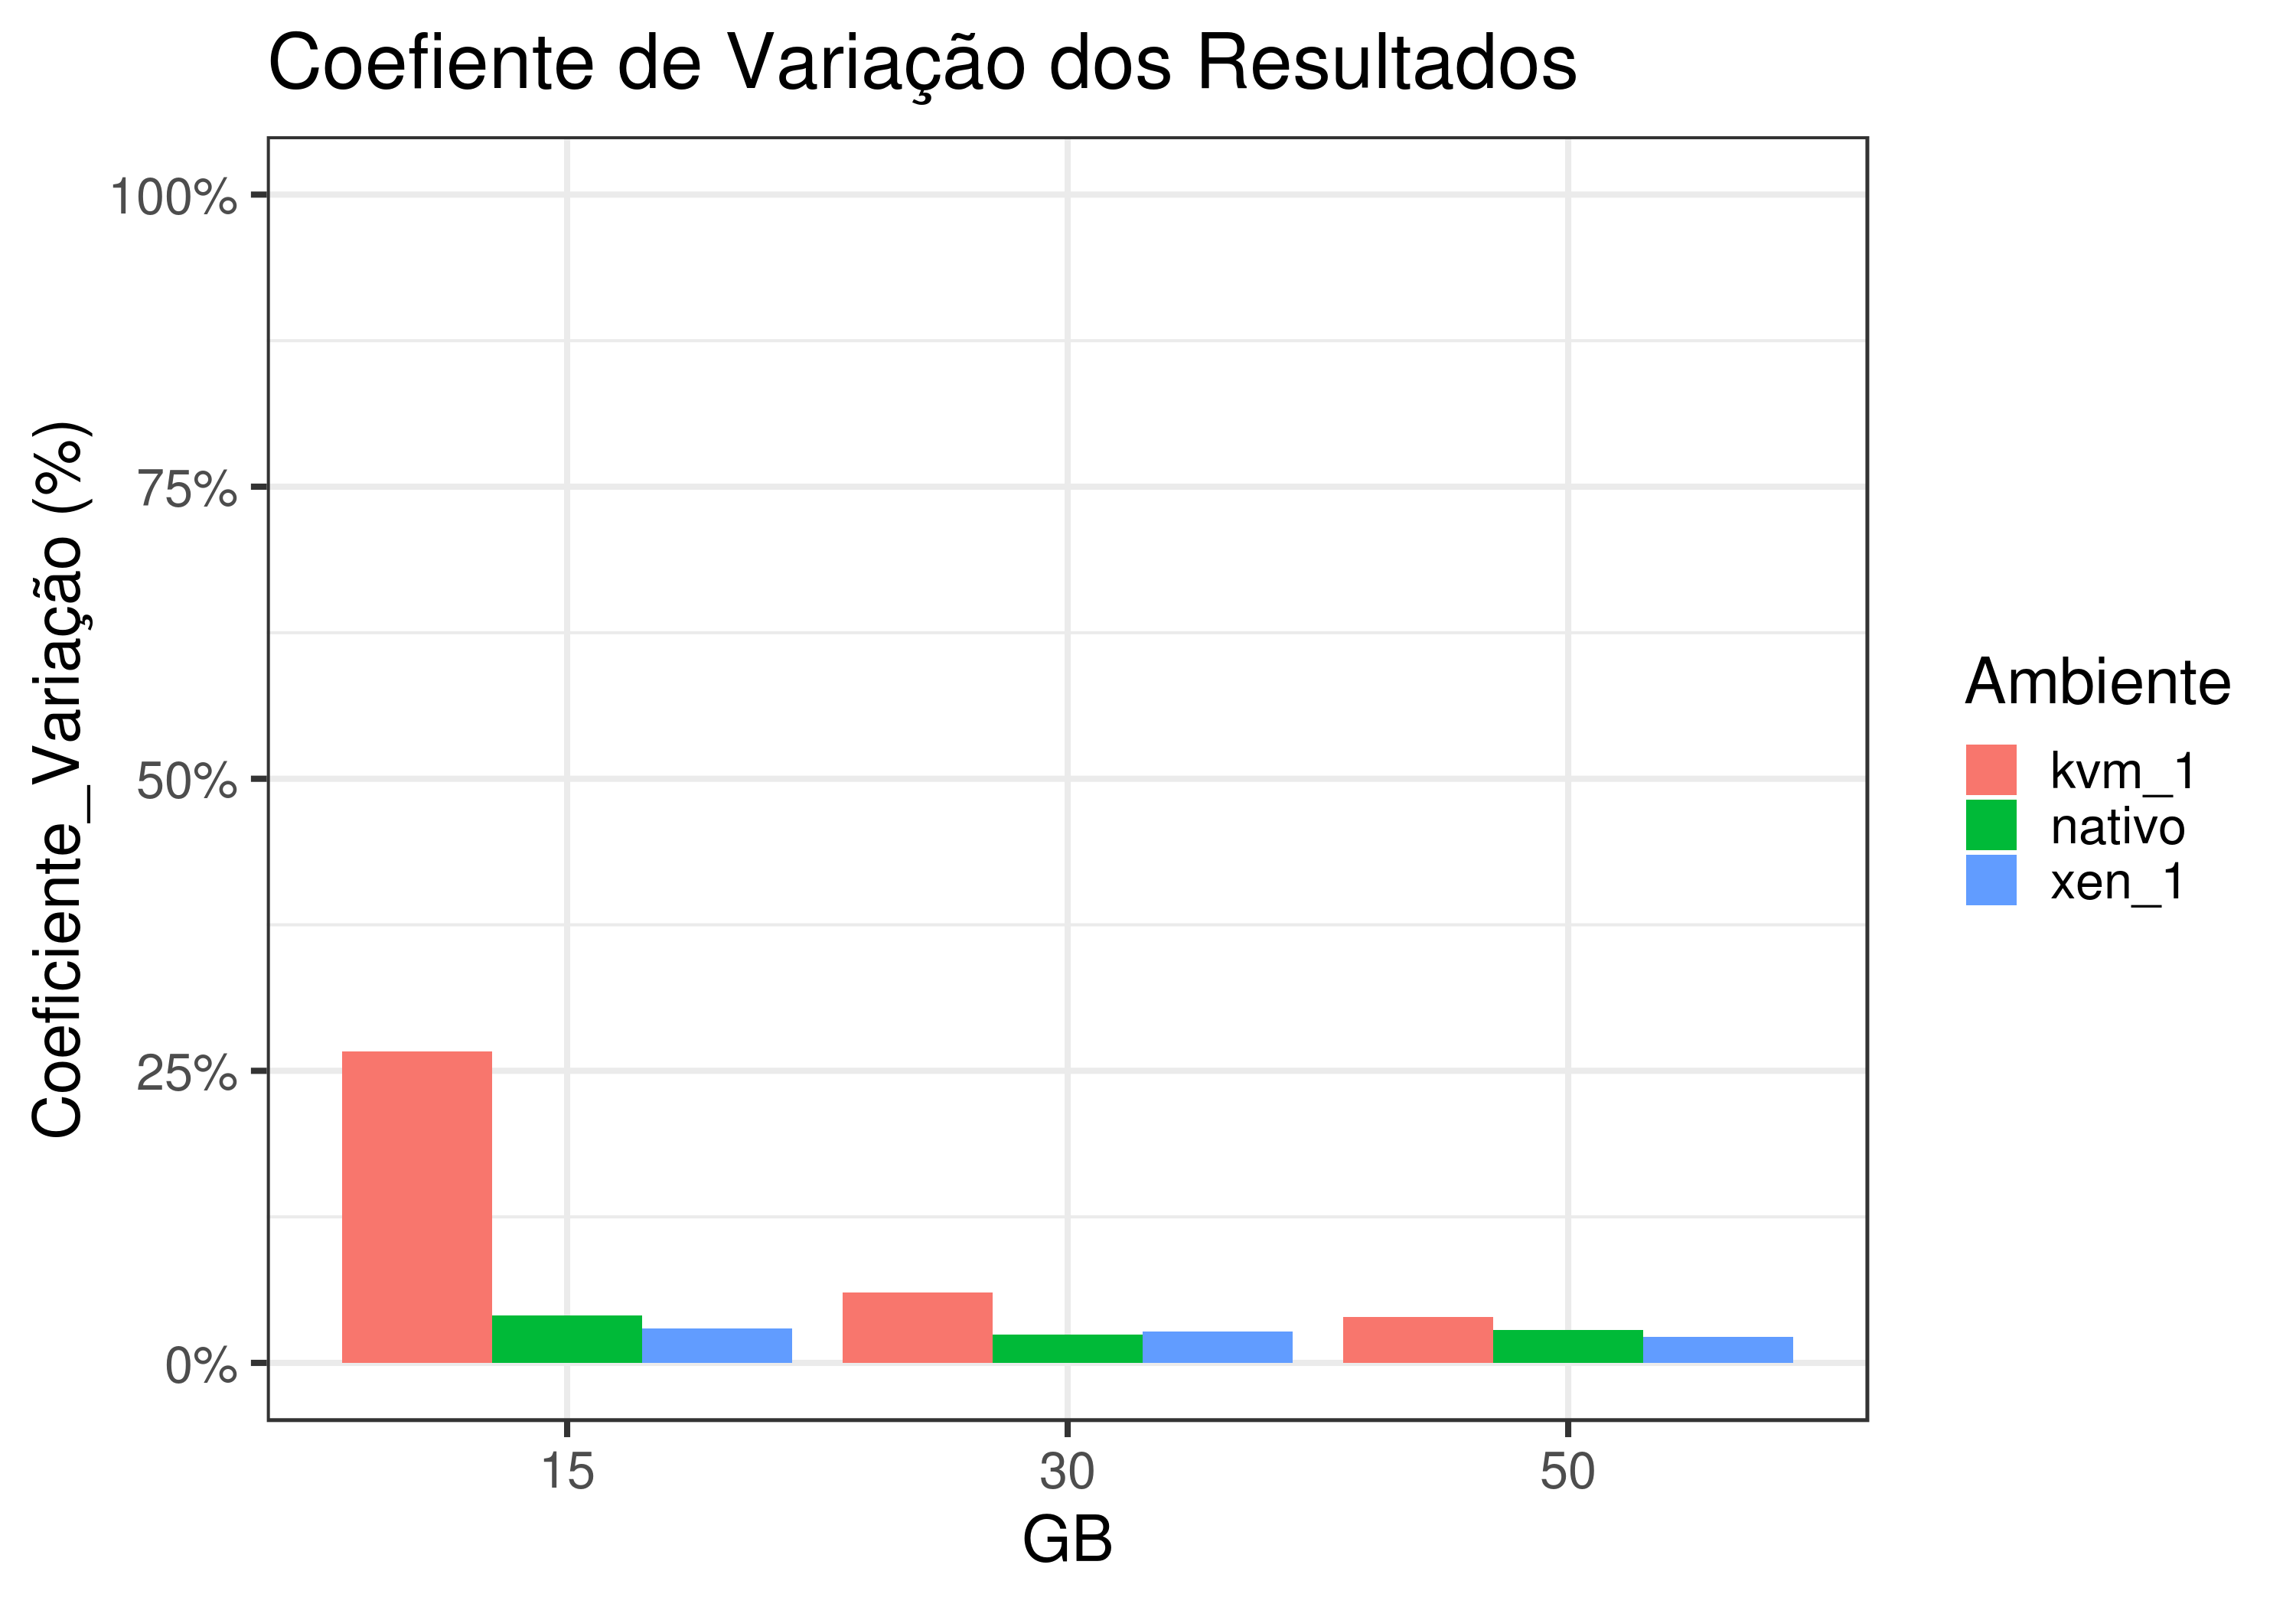 Coefiente de Variação dos Resultados
Coeficiente_Variação (%)
100%
75%
50%
25%
0%
15
30
50
GB
Ambiente
kvm_1
nativo
xen_1